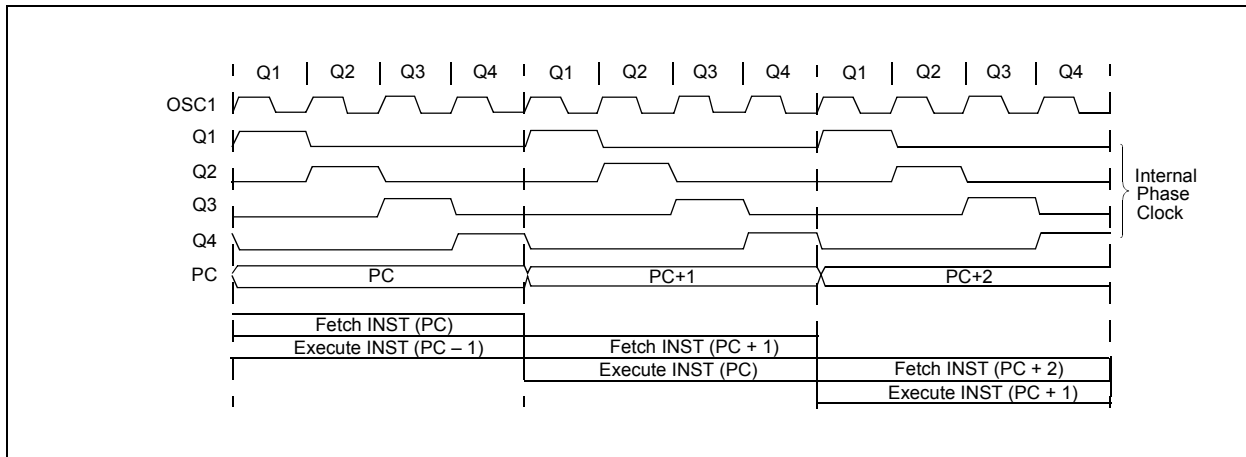 Q1 Q2 Q3 Q4 Q1 Q2 Q3 Q4 Q1 Q2 Q3 Q4
OSC1
Q1
Q2
Q3
Q4
Internal
Phase
Clock
PC PC PC+1 PC+2
Fetch INST (PC)
Execute INST (PC – 1) Fetch INST (PC + 1)
Execute INST (PC) Fetch INST (PC + 2)
Execute INST (PC + 1)